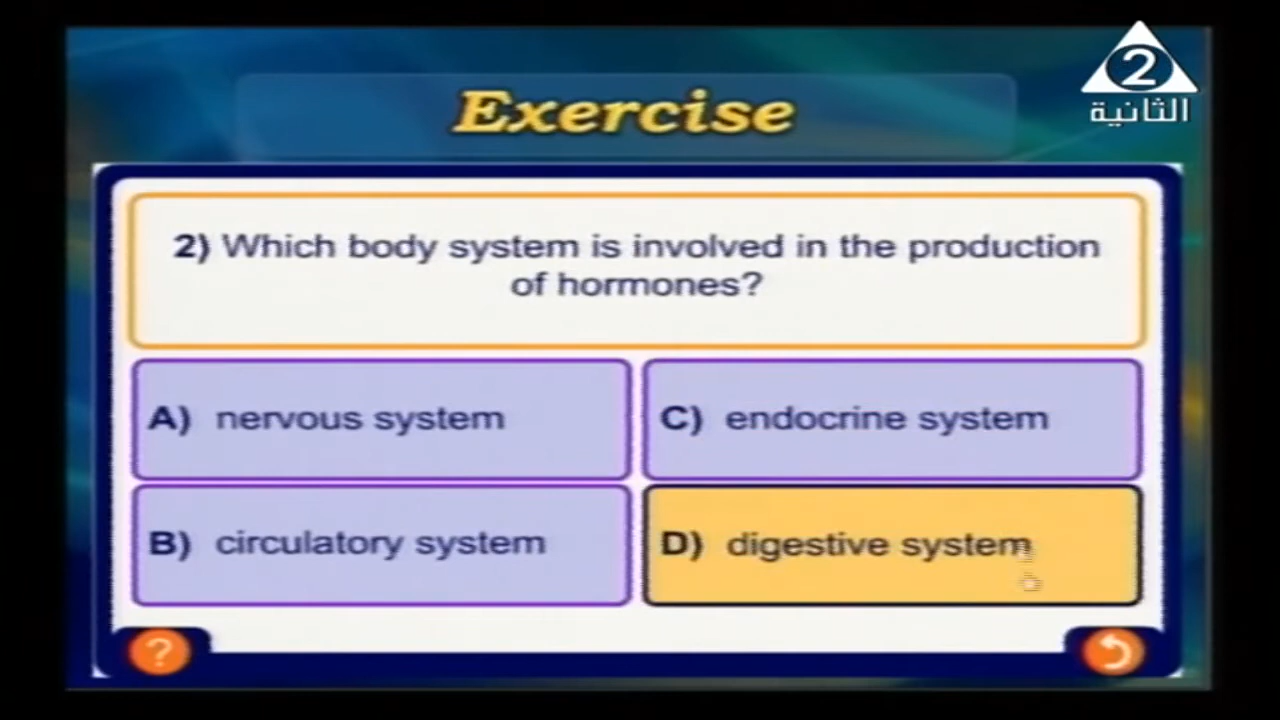 2
الثانية
Exercise
2) Which body system is involved in the production
of hormones?
A) nervous system
C) endocrine system
B) circulatory system
D) digestive system
?